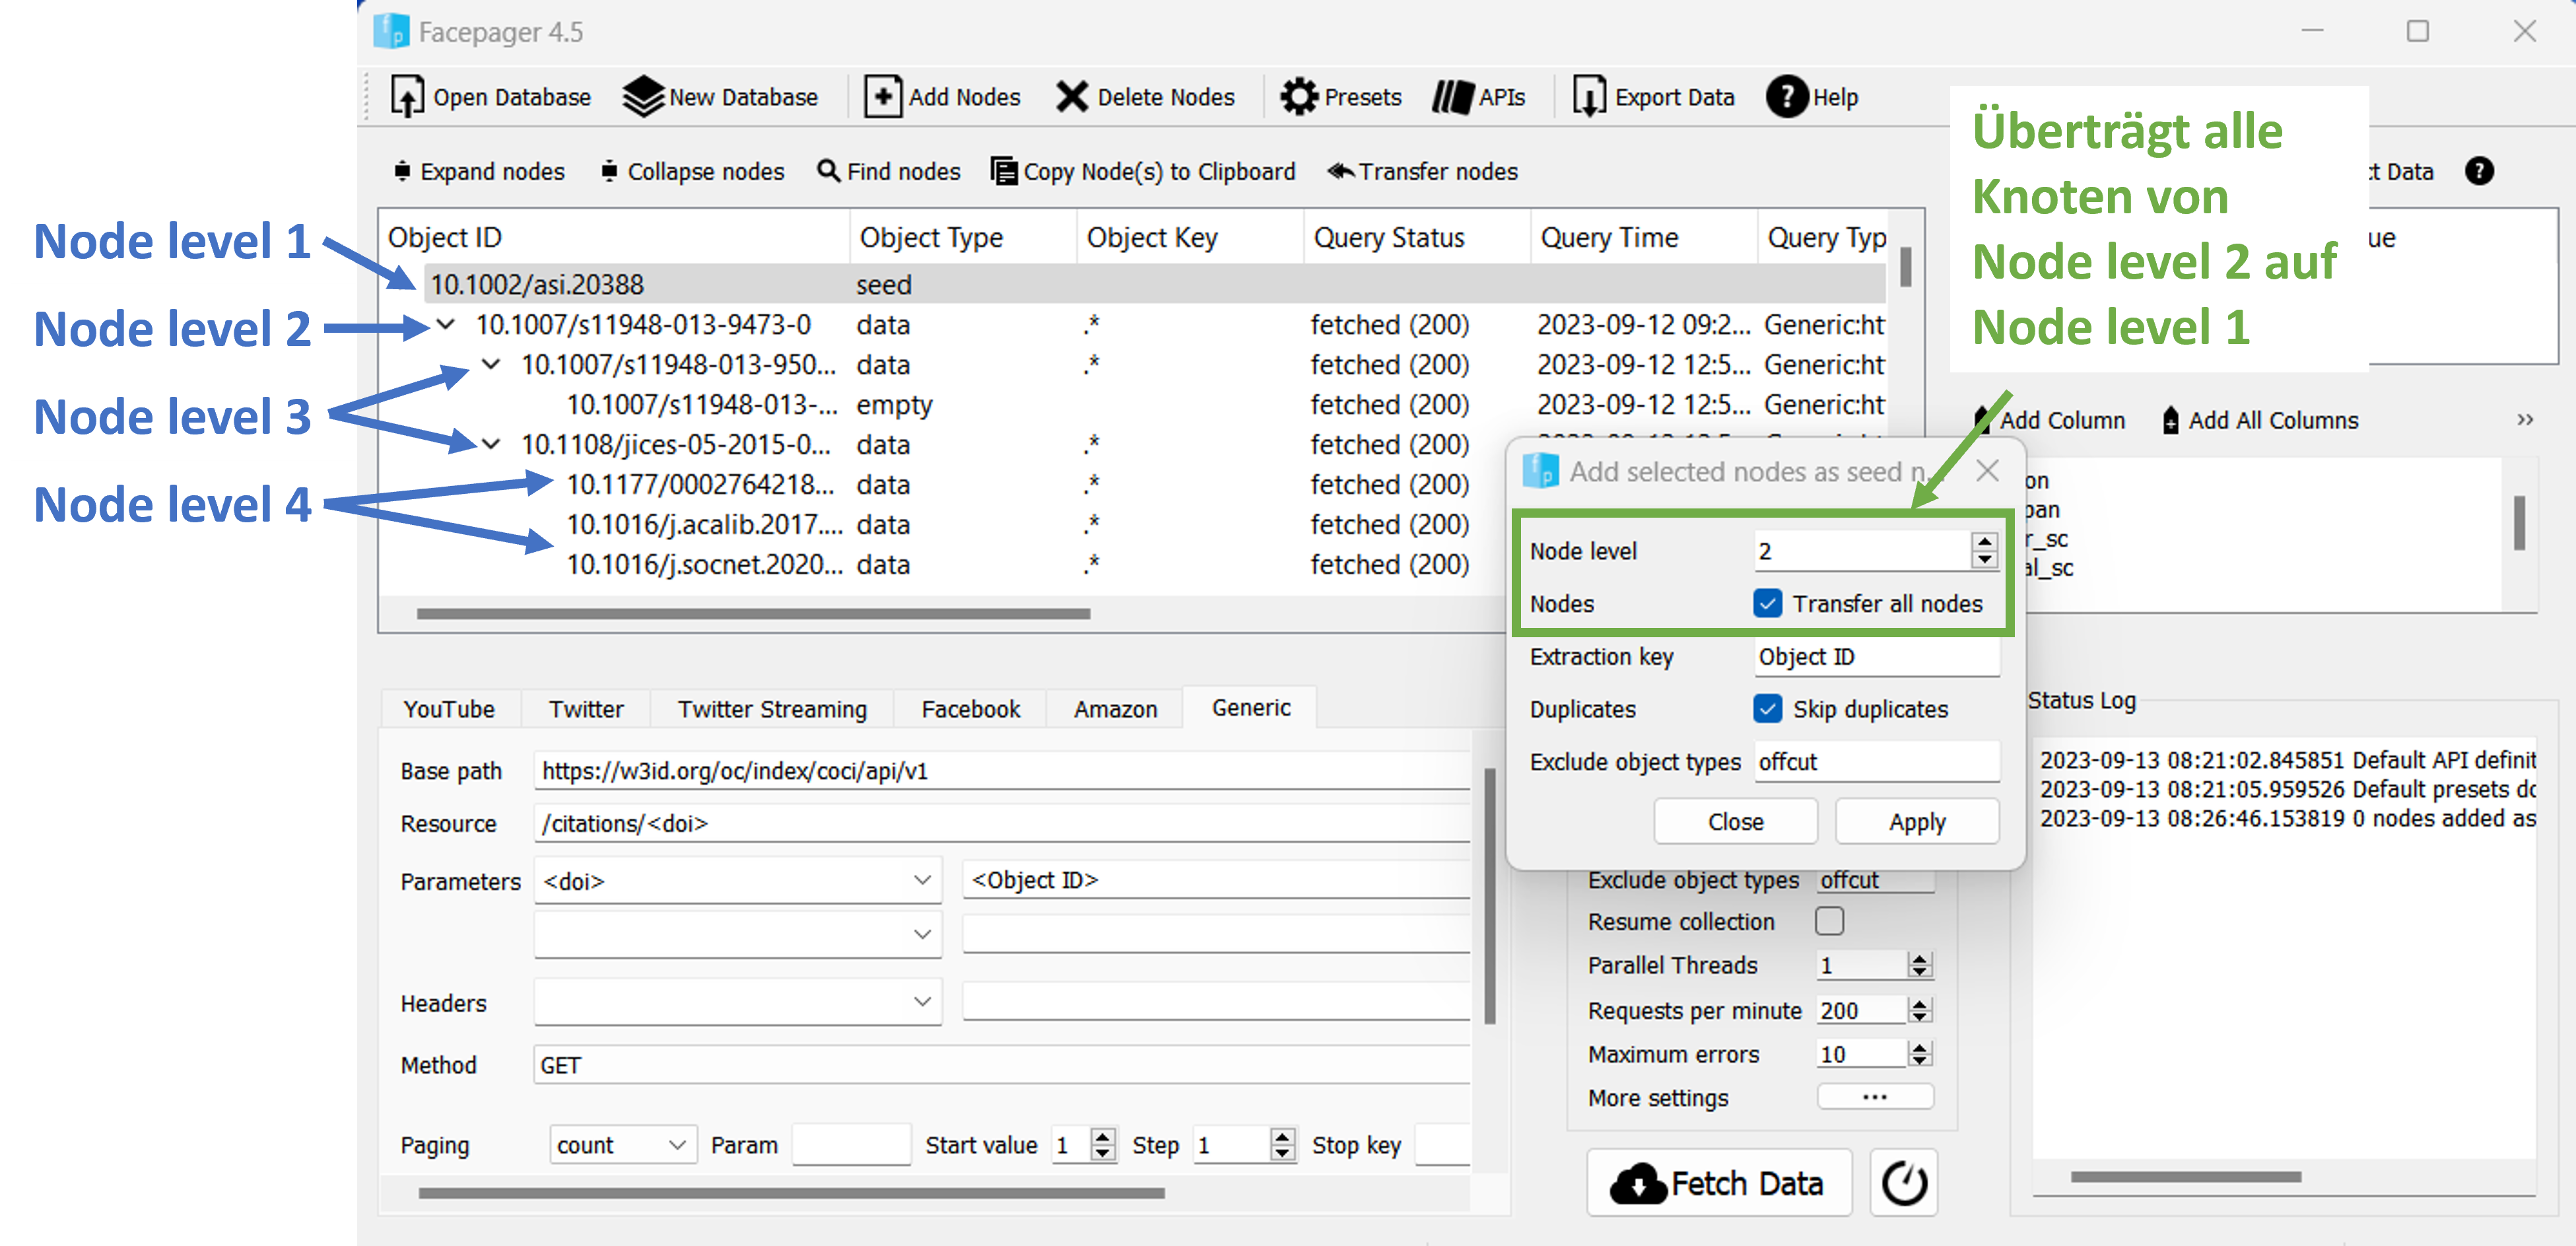 Facepager 4.5
Open Database New Database Add Nodes Delete Nodes Presets APIs Export Data Help
Expand nodes Collapse nodes Find nodes Copy Node(s) to Clipboard Transfer nodes
Data
Überträgt alle
Knoten von
Node level 2 auf
Node level 1
Node level 1
Node level 2
Node level 3
Node level 4
Object ID Object Type Object Key Query Status Query Time Query Typ
10.1002/asi.20388 seed
10.1007/s11948-013-9473-0 data .* fetched (200) 2023-09-12 09:2... Generic:ht
10.1007/s11948-013-950... data .* fetched (200) 2023-09-12 12:5... Generic:ht
10.1007/s11948-013-... empty fetched (200) 2023-09-12 12:5... Generic:ht
10.1108/jices-05-2015-0... data .* fetched (200)
10.1177/0002764218... data .* fetched (200)
10.1016/j.acalib.2017.... data .* fetched (200)
10.1016/j.socnet.2020... data .* fetched (200)
ue
Add Column Add All Columns »
on
pan
r_sc
al_sc
Add selected nodes as seed n...
Node level 2
Nodes Transfer all nodes
Extraction key Object ID
Duplicates Skip duplicates
Exclude object types offcut
Close Apply
YouTube Twitter Twitter Streaming Facebook Amazon Generic
Base path https://w3id.org/oc/index/coci/api/v1
Resource /citations/<doi>
Parameters <doi> <Object ID>
Headers
Method GET
Paging count Param Start value 1 Step 1 Stop key
Exclude object types offcut
Resume collection
Parallel Threads 1
Requests per minute 200
Maximum errors 10
More settings ...
Fetch Data
Status Log
2023-09-13 08:21:02.845851 Default API definit
2023-09-13 08:21:05.959526 Default presets dc
2023-09-13 08:26:46.153819 0 nodes added as